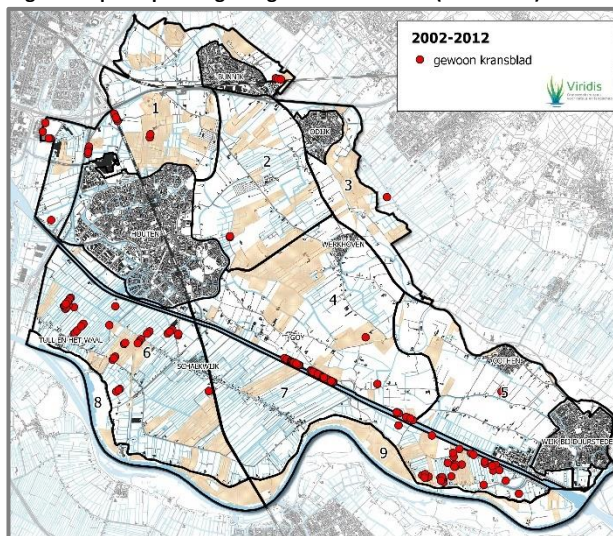 2002-2012
gewoon kransblad
Viridis
BUNNIK
1
ODIJK
2
3
HOUTEN
WERKHOVEN
4
'T GOY
TULL EN HET WAAL
6
SCHALKWIJK
COTHEN
5
7
8
WIJK BIJ DUURSTEDE
9